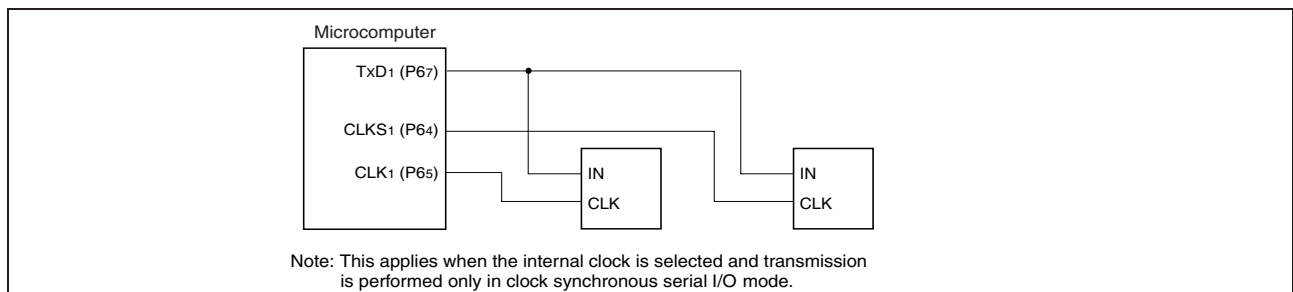 Microcomputer
TxD1 (P67)
CLKS1 (P64)
CLK1 (P65)
IN
CLK
IN
CLK
Note: This applies when the internal clock is selected and transmission
is performed only in clock synchronous serial I/O mode.